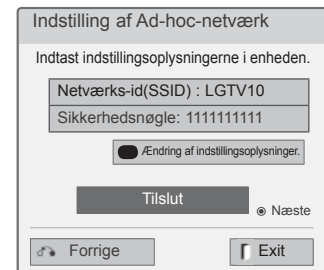 Indstilling af Ad-hoc-netværk
Indtast indstillingsoplysningerne i enheden.
Netværks-id(SSID) : LGTV10
Sikkerhedsnøgle: 1111111111
Ændring af indstillingsoplysninger.
Tilslut
Næste
Forrige
Exit